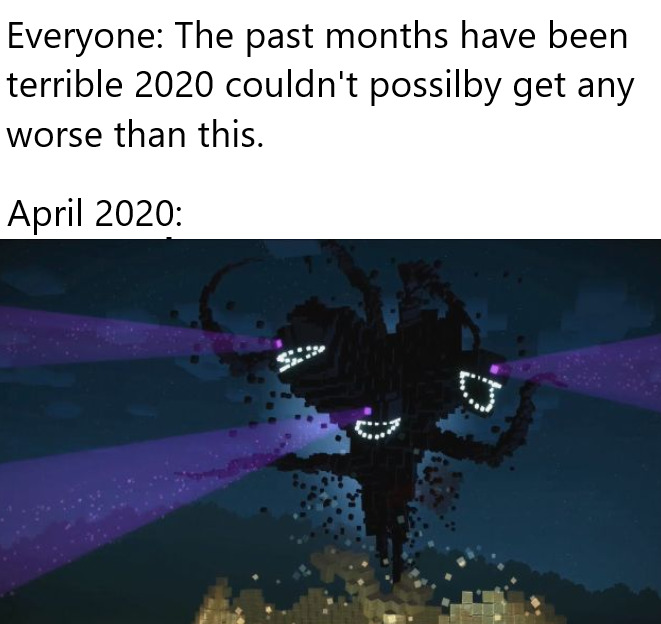 Everyone: The past months have been
terrible 2020 couldn't possilby get any
worse than this.
April 2020: